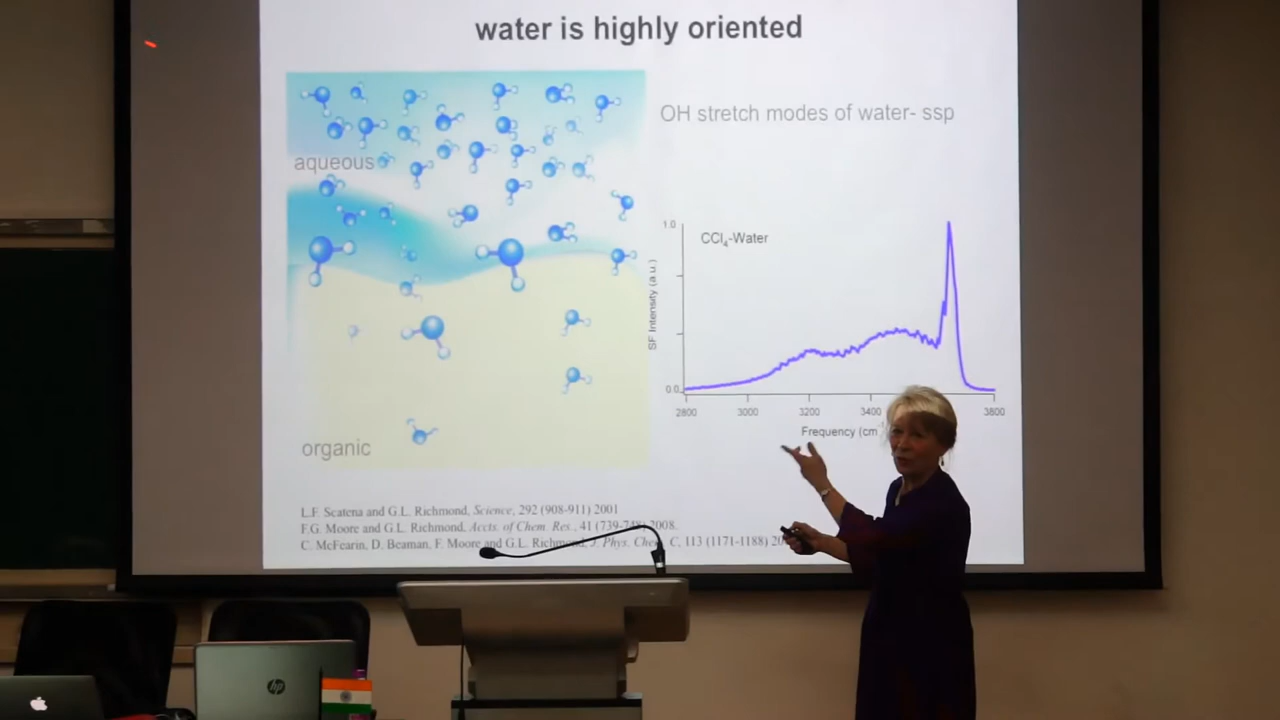 water is highly oriented
OH stretch modes of water- ssp
aqueous
organic
1.0
CCl4-Water
SF Intensity (a.u.)
0.0
2800 3000 3200 3400 3800
Frequency (cm
L.F. Scatena and G.L. Richmond, Science, 292 (908-911) 2001
F.G. Moore and G.L. Richmond, Accts. of Chem. Res., 41 (739-748) 2008.
C. McFearin, D. Beaman, F. Moore and G.L. Richmond, J. Phys. Chem. C, 113 (1171-1188)
hp